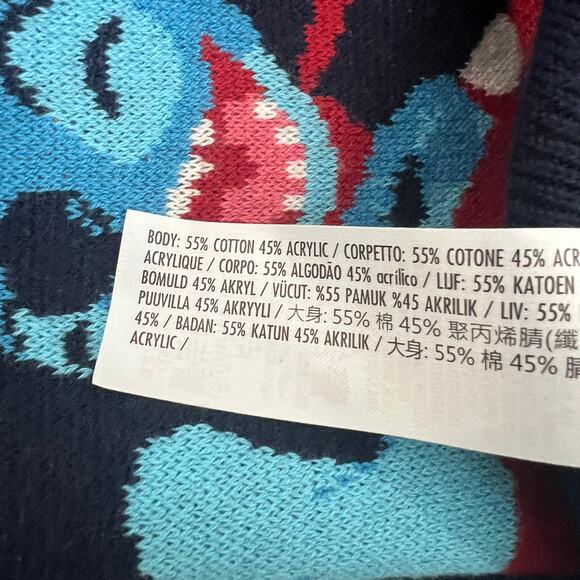 BODY: 55% COTTON 45% ACRYLIC / CORPETTO: 55% COTONE 45%
ACRYLIQUE / CORPO: 55% ALGODÃO 45% acrílico / LIJF: 55% KATOEN
BOMULD 45% AKRYL / VÜCUT: %55 PAMUK %45 AKRILIK / LIV: 55%
PUUVILLA 45% AKRYYLI / 大身: 55% 棉 45% 聚丙烯腈(纖
45% / BADAN: 55% KATUN 45% AKRILIK / 大身: 55% 棉 45% 腈
ACRYLIC /